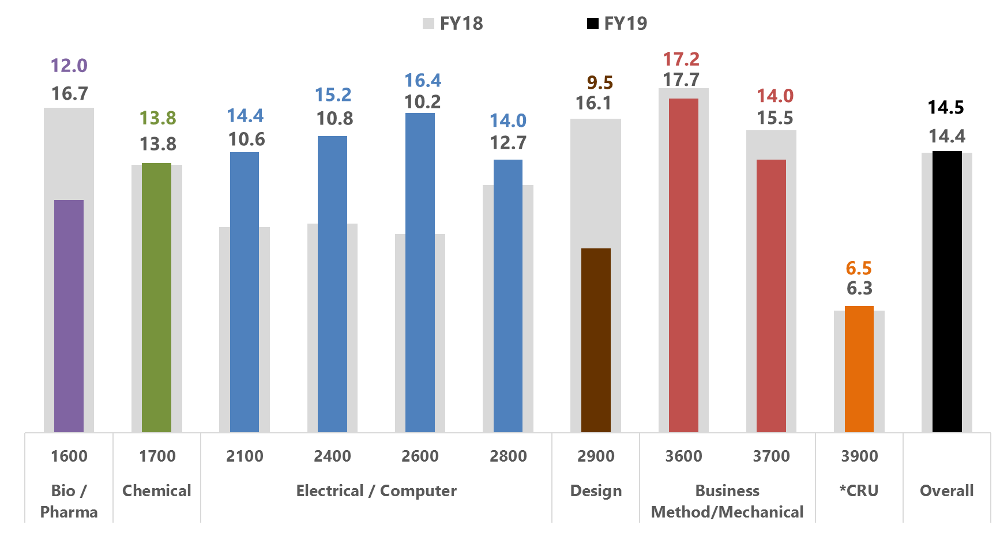 FY18 FY19
12.0
16.7
13.8
13.8
14.4
10.6
15.2
10.8
16.4
10.2
14.0
12.7
9.5
16.1
17.2
17.7
14.0
15.5
6.5
6.3
14.5
14.4
1600 1700 2100 2400 2600 2800 2900 3600 3700 3900
Bio /
Pharma
Chemical
Electrical / Computer
Design
Business
Method/Mechanical
*CRU
Overall